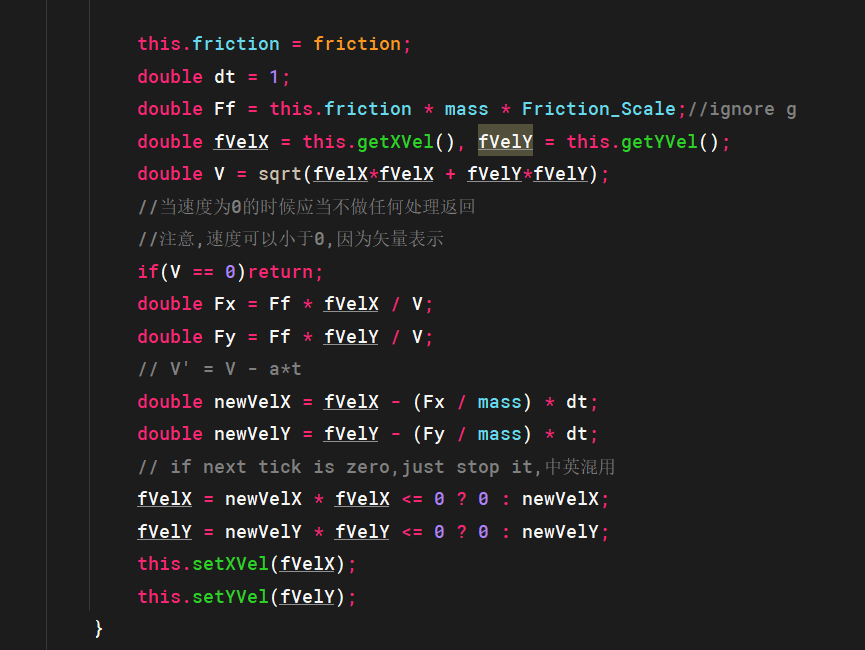 this.friction = friction;
double dt = 1;
double Ff = this.friction * mass * Friction_Scale;//ignore g
double fVelX = this.getXVel(), fVelY = this.getYVel();
double V = sqrt(fVelX*fVelX + fVelY*fVelY);
//当速度为0的时候应当不做任何处理返回
//注意,速度可以小于0,因为矢量表示
if(V == 0)return;
double Fx = Ff * fVelX / V;
double Fy = Ff * fVelY / V;
// V' = V - a*t
double newVelX = fVelX - (Fx / mass) * dt;
double newVelY = fVelY - (Fy / mass) * dt;
// if next tick is zero,just stop it,中英混用
fVelX = newVelX * fVelX <= 0 ? 0 : newVelX;
fVelY = newVelY * fVelY <= 0 ? 0 : newVelY;
this.setXVel(fVelX);
this.setYVel(fVelY);
}